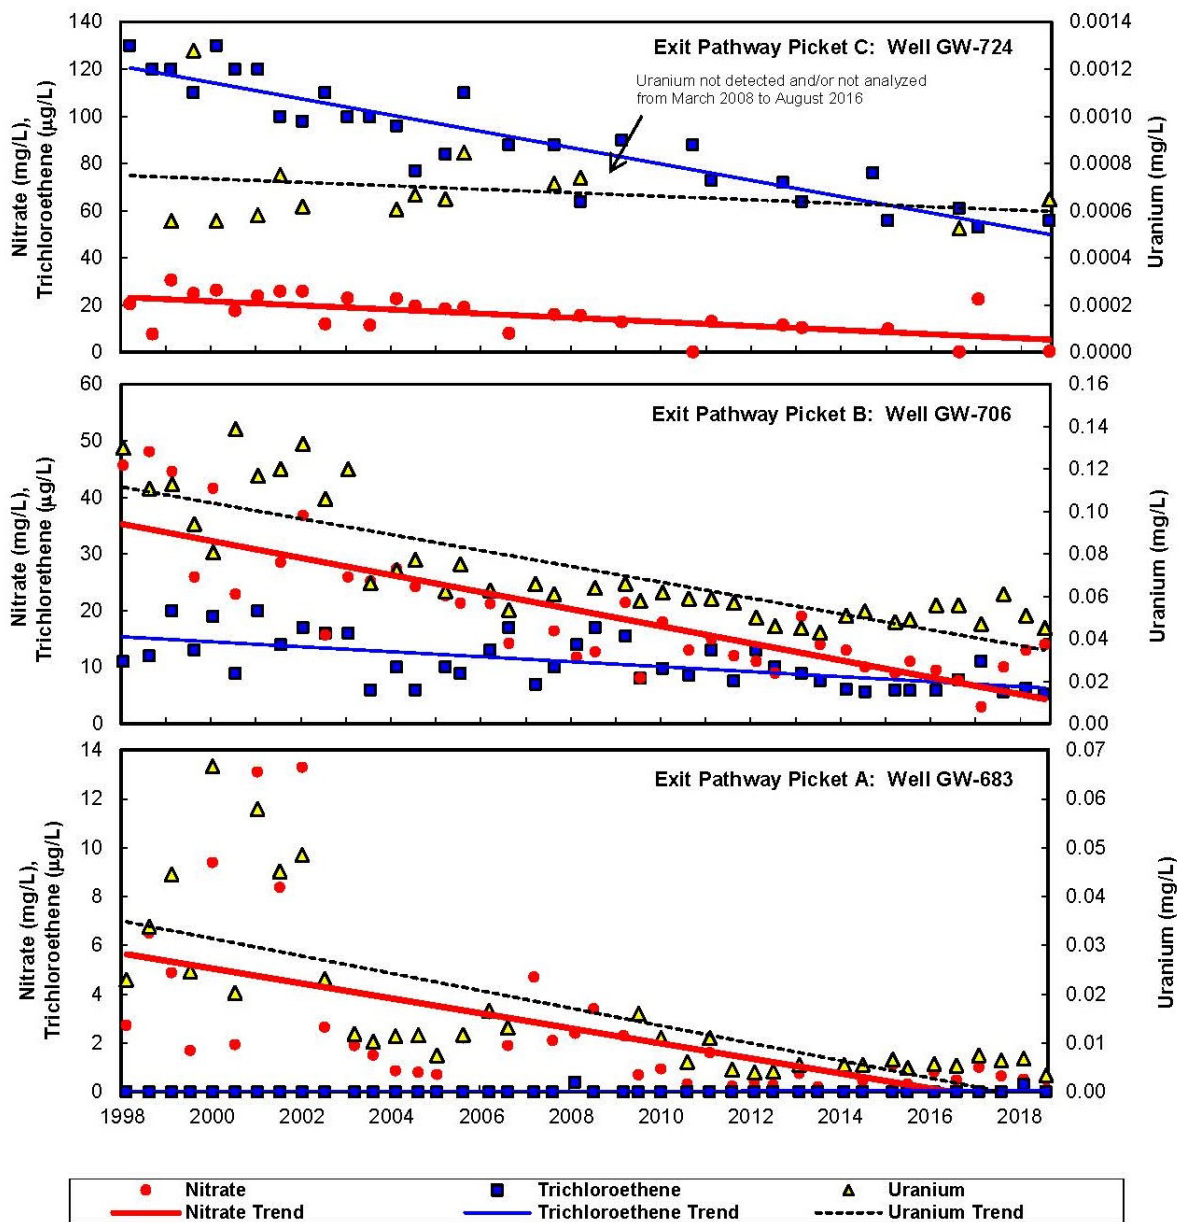 140
120
100
80
60
40
20
0
Nitrate (mg/L),
Trichloroethene (µg/L)
Exit Pathway Picket C: Well GW-724
Uranium not detected and/or not analyzed
from March 2008 to August 2016
0.0014
0.0012
0.0010
0.0008
0.0006
0.0004
0.0002
0.0000
Uranium (mg/L)
60
50
40
30
20
10
0
Nitrate (mg/L),
Trichlorethene (µg/L)
Exit Pathway Picket B: Well GW-706
0.16
0.14
0.12
0.10
0.08
0.06
0.04
0.02
0.00
Uranium (mg/L)
14
12
10
8
6
4
2
0
Nitrate (mg/L),
Trichloroethene (µg/L)
Exit Pathway Picket A: Well GW-683
0.07
0.06
0.05
0.04
0.03
0.02
0.01
0.00
Uranium (mg/L)
1998 2000 2002 2004 2006 2008 2010 2012 2014 2016 2018
Nitrate Trichloroethene Uranium
Nitrate Trend Trichloroethene Trend Uranium Trend